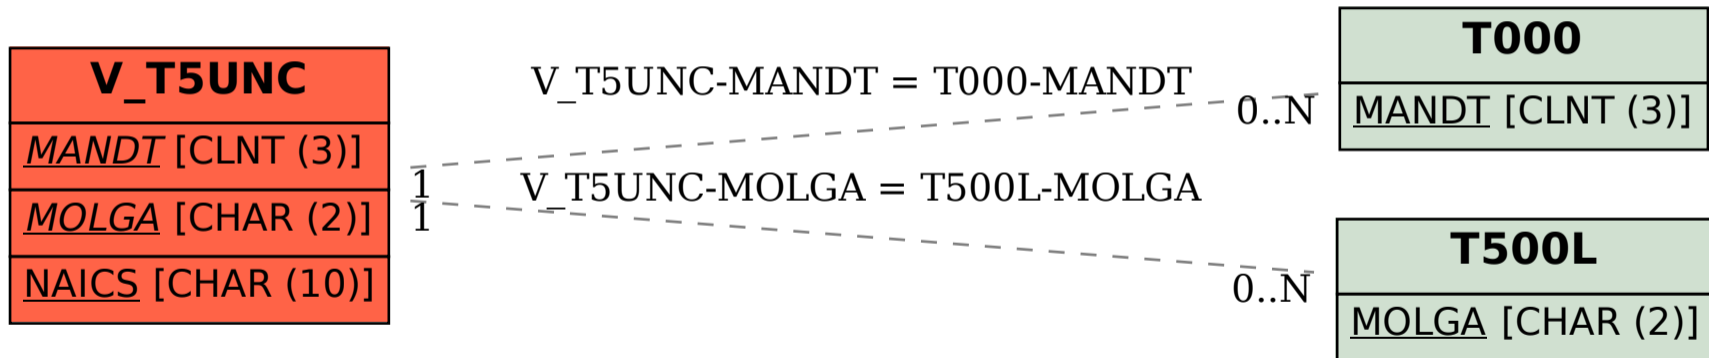 V_T5UNC
MANDT [CLNT (3)]
MOLGA [CHAR (2)]
NAICS [CHAR (10)]
V_T5UNC-MANDT = T000-MANDT
0..N
1
V_T5UNC-MOLGA = T500L-MOLGA
1
0..N
T000
MANDT [CLNT (3)]
T500L
MOLGA [CHAR (2)]